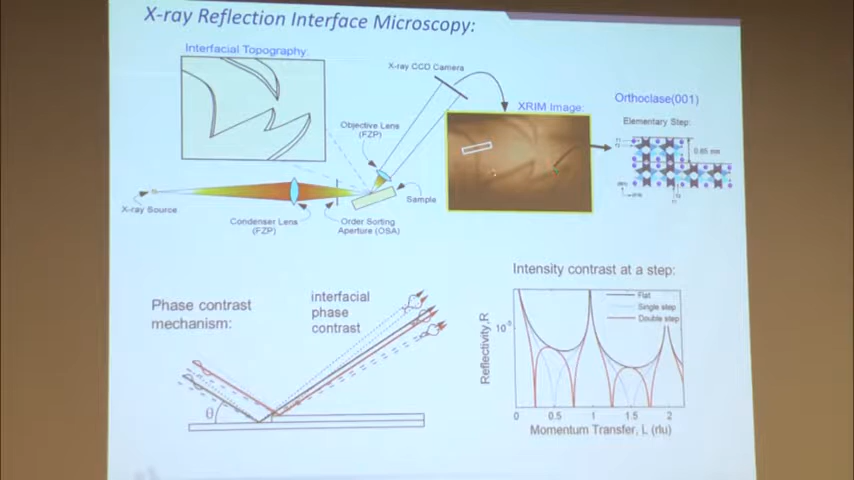 X-ray Reflection Interface Microscopy:
Interfacial Topography:
X-ray CCD Camera
XRIM Image:
Orthoclase(001)
Elementary Step:
0.65 nm
Objective Lens
(FZP)
Sample
X-ray Source
Condenser Lens
(FZP)
Order Sorting
Aperture (OSA)
Phase contrast
mechanism:
interfacial
phase
contrast
θ
Intensity contrast at a step:
Flat
Single step
Double step
Reflectivity,R
0
0.5
1
1.5
2
Momentum Transfer, L (rlu)